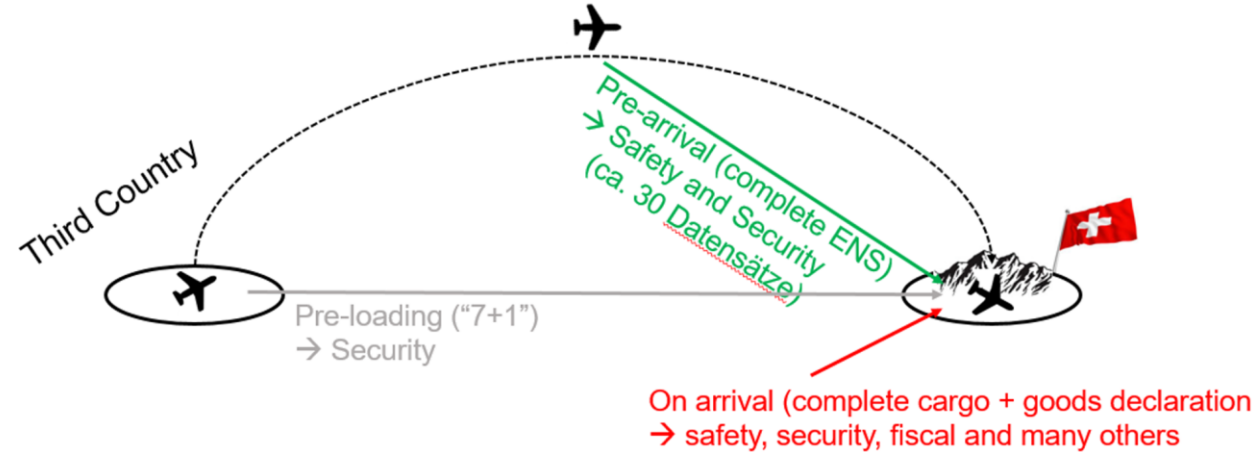 Third Country
Pre-arrival (complete ENS)
→ Safety and Security
(ca. 30 Datensätze)
Pre-loading (“7+1”)
→ Security
On arrival (complete cargo + goods declaration
→ safety, security, fiscal and many others